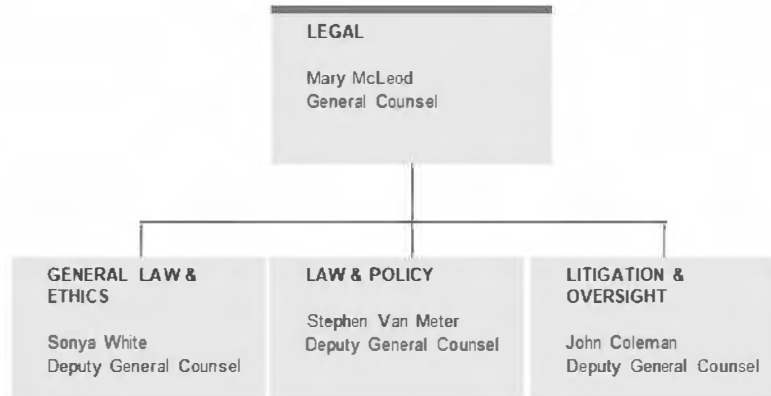 LEGAL
Mary McLeod
General Counsel
GENERAL LAW &
ETHICS
Sonya White
Deputy General Counsel
LAW & POLICY
Stephen Van Meter
Deputy General Counsel
LITIGATION &
OVERSIGHT
John Coleman
Deputy General Counsel